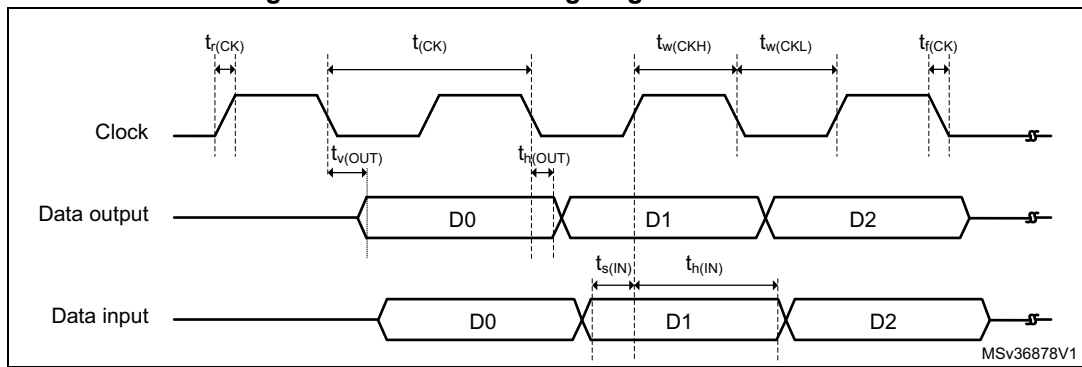 t_r(CK) t_(CK) t_w(CKH) t_w(CKL) t_f(CK)
Clock
t_v(OUT) t_h(OUT)
Data output D0 D1 D2
t_s(IN) t_h(IN)
Data input D0 D1 D2
MSv36878V1